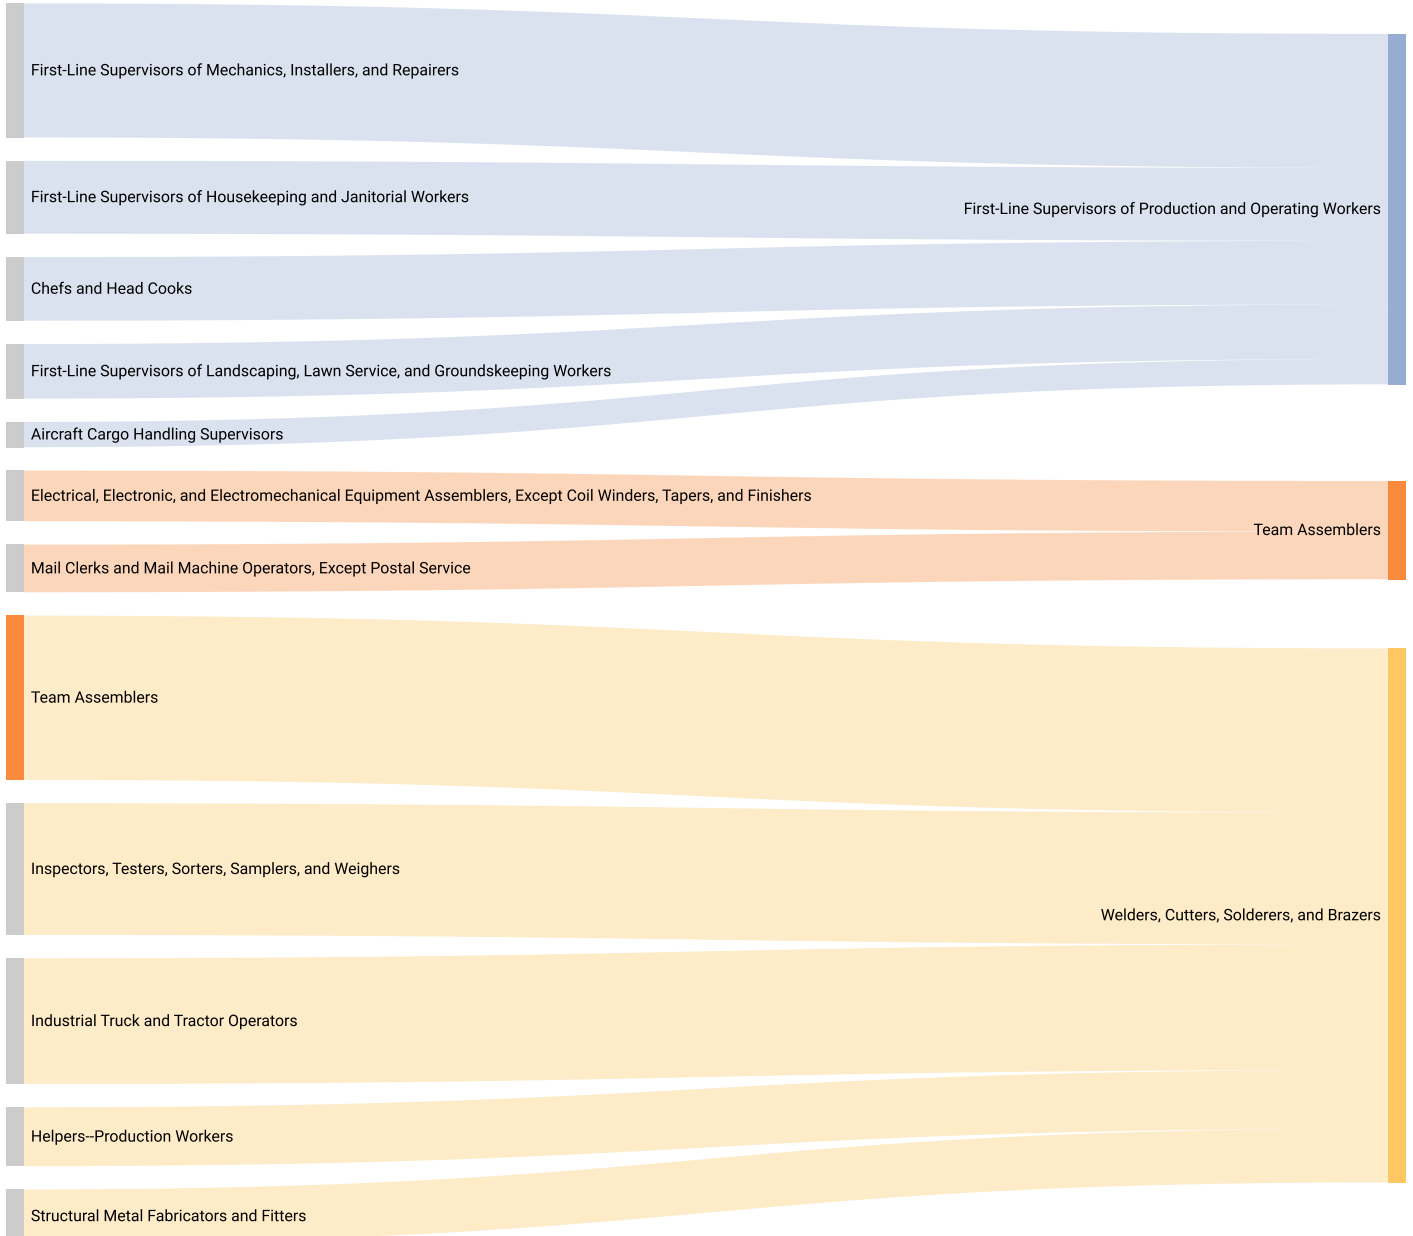 First-Line Supervisors of Mechanics, Installers, and Repairers
First-Line Supervisors of Housekeeping and Janitorial Workers
First-Line Supervisors of Production and Operating Workers
Chefs and Head Cooks
First-Line Supervisors of Landscaping, Lawn Service, and Groundskeeping Workers
Aircraft Cargo Handling Supervisors
Electrical, Electronic, and Electromechanical Equipment Assemblers, Except Coil Winders, Tapers, and Finishers
Team Assemblers
Mail Clerks and Mail Machine Operators, Except Postal Service
Team Assemblers
Inspectors, Testers, Sorters, Samplers, and Weighers
Welders, Cutters, Solderers, and Brazers
Industrial Truck and Tractor Operators
Helpers--Production Workers
Structural Metal Fabricators and Fitters